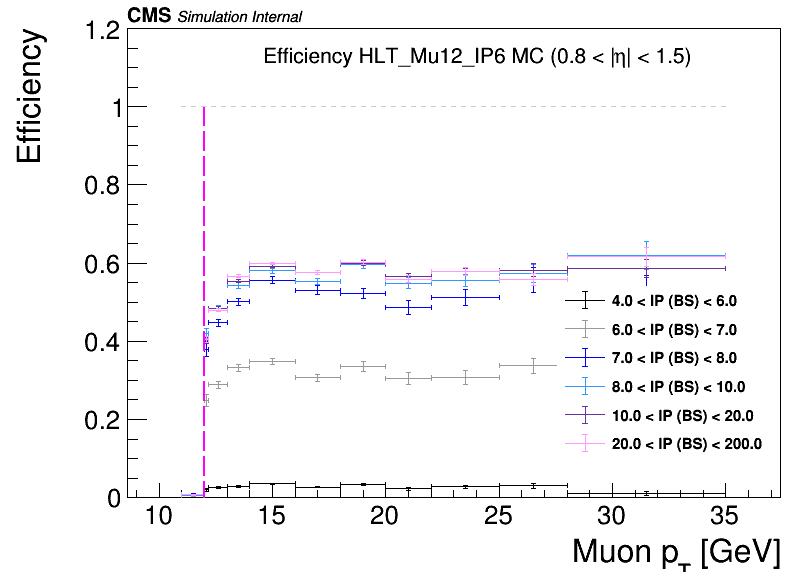 CMS Simulation Internal
Efficiency HLT_Mu12_IP6 MC (0.8 < |η| < 1.5)
Efficiency
1.2
1
0.8
0.6
0.4
0.2
0
4.0 < IP (BS) < 6.0
6.0 < IP (BS) < 7.0
7.0 < IP (BS) < 8.0
8.0 < IP (BS) < 10.0
10.0 < IP (BS) < 20.0
20.0 < IP (BS) < 200.0
10 15 20 25 30 35
Muon p_T [GeV]